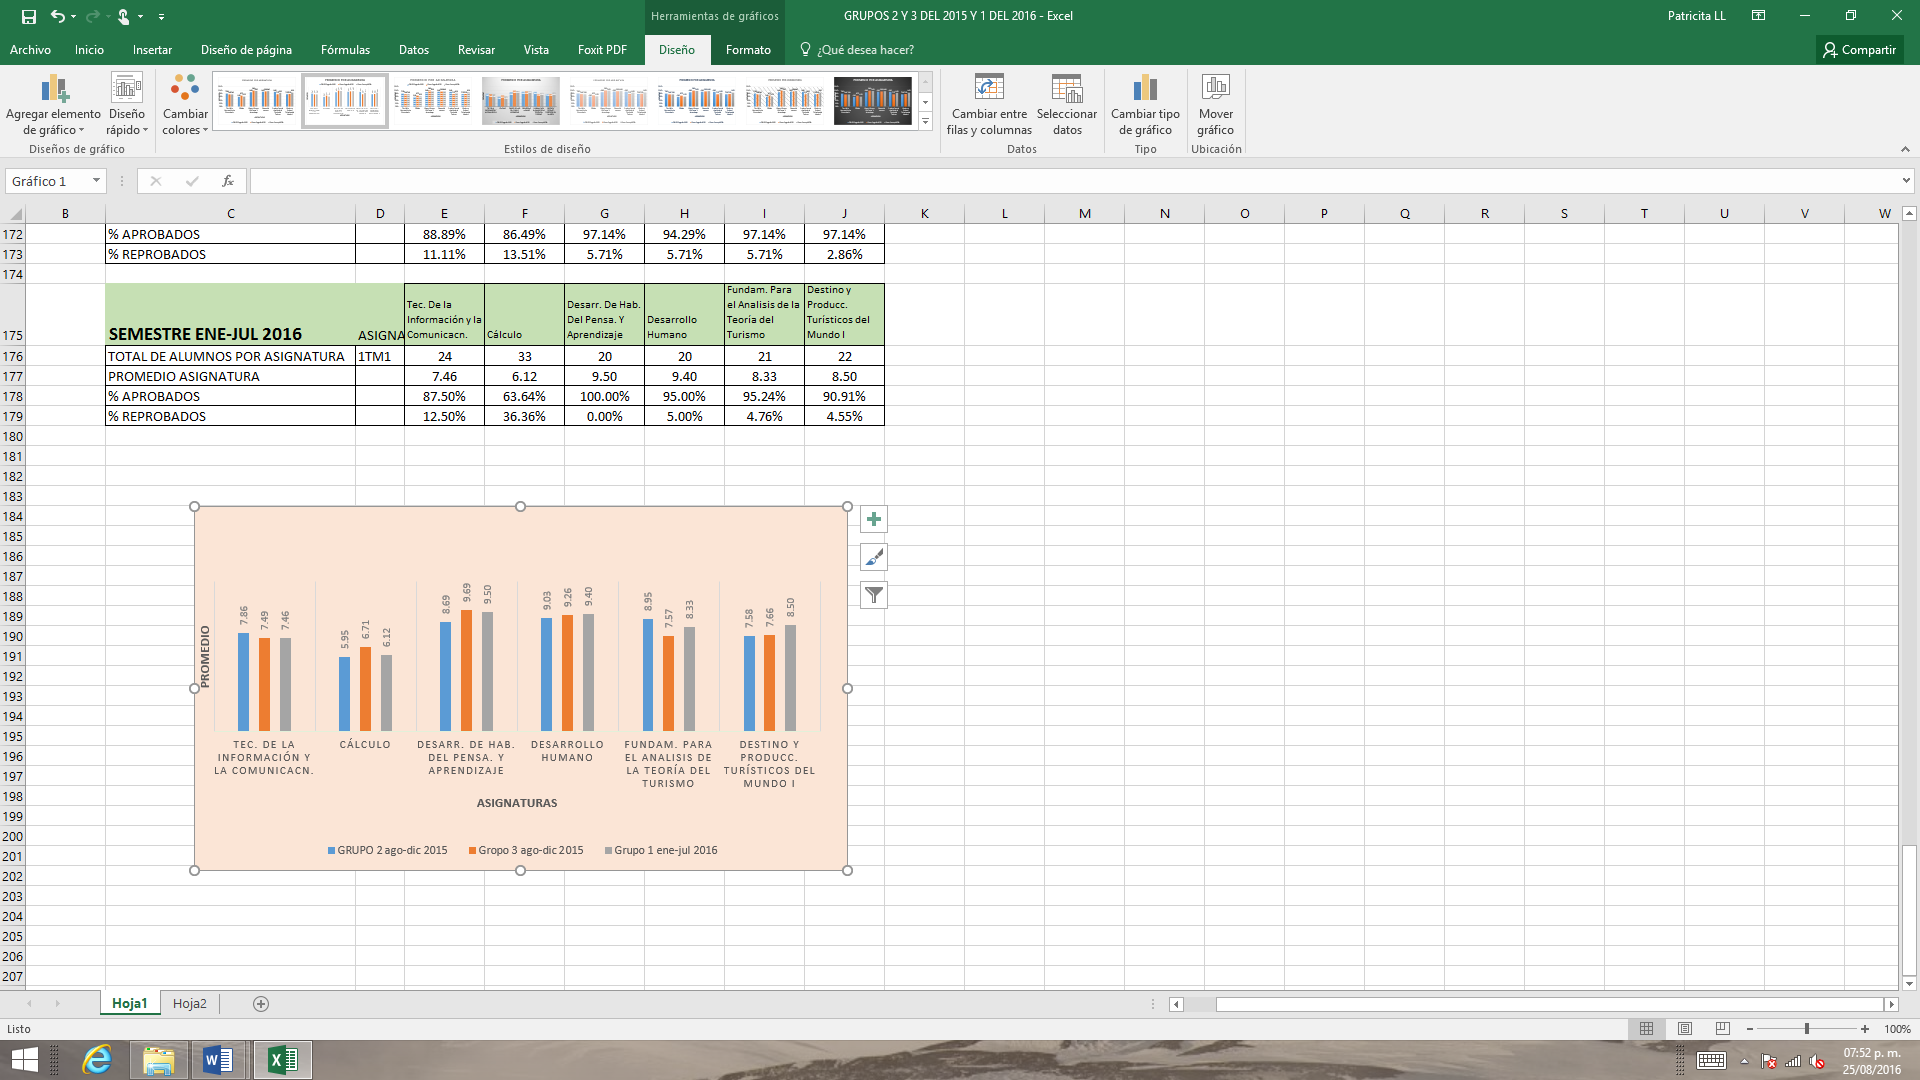 Herramientas de gráficos
GRUPOS 2 Y 3 DEL 2015 Y 1 DEL 2016 - Excel
Patricita LL
Archivo Inicio Insertar Diseño de página Fórmulas Datos Revisar Vista Foxit PDF Diseño Formato ¿Qué desea hacer? Compartir
Agregar elemento de gráfico
Diseño rápido
Cambiar colores
Cambiar entre filas y columnas
Seleccionar datos
Cambiar tipo de gráfico
Mover gráfico
Diseños de gráfico Estilos de diseño Datos Tipo Ubicación
Gráfico 1 fx
B C D E F G H I J K L M N O P Q R S T U V W
172 % APROBADOS 88.89% 86.49% 97.14% 94.29% 97.14% 97.14%
173 % REPROBADOS 11.11% 13.51% 5.71% 5.71% 5.71% 2.86%
174
175 SEMESTRE ENE-JUL 2016 ASIGNA
Tec. De la Información y la Comunicacn.
Cálculo
Desarr. De Hab. Del Pensa. Y Aprendizaje
Desarrollo Humano
Fundam. Para el Analisis de la Teoría del Turismo
Destino y Producc. Turísticos del Mundo I
176 TOTAL DE ALUMNOS POR ASIGNATURA 1TM1 24 33 20 20 21 22
177 PROMEDIO ASIGNATURA 7.46 6.12 9.50 9.40 8.33 8.50
178 % APROBADOS 87.50% 63.64% 100.00% 95.00% 95.24% 90.91%
179 % REPROBADOS 12.50% 36.36% 0.00% 5.00% 4.76% 4.55%
180
181
182
183
184
185
186
187
188
189
190
191
192
193
194
195
196
197
198
199
200
201
202
203
204
205
206
207
PROMEDIO
7.86 7.49 7.46
5.95 6.71 6.12
8.69 9.69 9.50
9.03 9.26 9.40
8.95 7.57 8.33
7.58 7.66 8.50
TEC. DE LA INFORMACIÓN Y LA COMUNICACN.
CÁLCULO
DESARR. DE HAB. DEL PENSA. Y APRENDIZAJE
DESARROLLO HUMANO
FUNDAM. PARA EL ANALISIS DE LA TEORÍA DEL TURISMO
DESTINO Y PRODUCC. TURÍSTICOS DEL MUNDO I
ASIGNATURAS
GRUPO 2 ago-dic 2015 Gropo 3 ago-dic 2015 Grupo 1 ene-jul 2016
Hoja1 Hoja2
Listo 100%
07:52 p. m.
25/08/2016